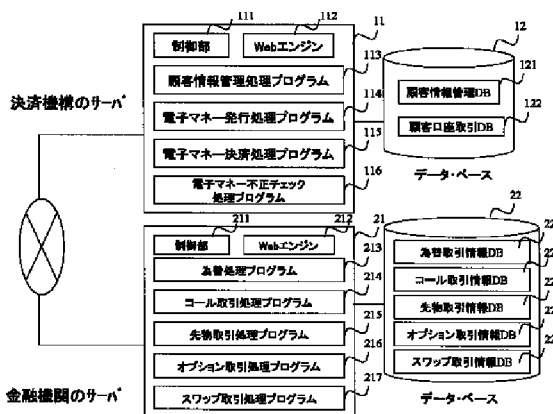 111
112
11
制御部
Webエンジン
113
顧客情報管理処理プログラム
114
電子マネー発行処理プログラム
115
電子マネー決済処理プログラム
116
電子マネー不正チェック
処理プログラム
決済機構のサーバ
12
121
顧客情報管理DB
122
顧客口座取引DB
データ・ベース
211
212
21
制御部
Webエンジン
213
為替処理プログラム
214
コール取引処理プログラム
215
先物取引処理プログラム
216
オプション取引処理プログラム
217
スワップ取引処理プログラム
金融機関のサーバ
22
為替取引情報DB
22
コール取引情報DB
22
先物取引情報DB
22
オプション取引情報DB
22
スワップ取引情報DB
22
データ・ベース